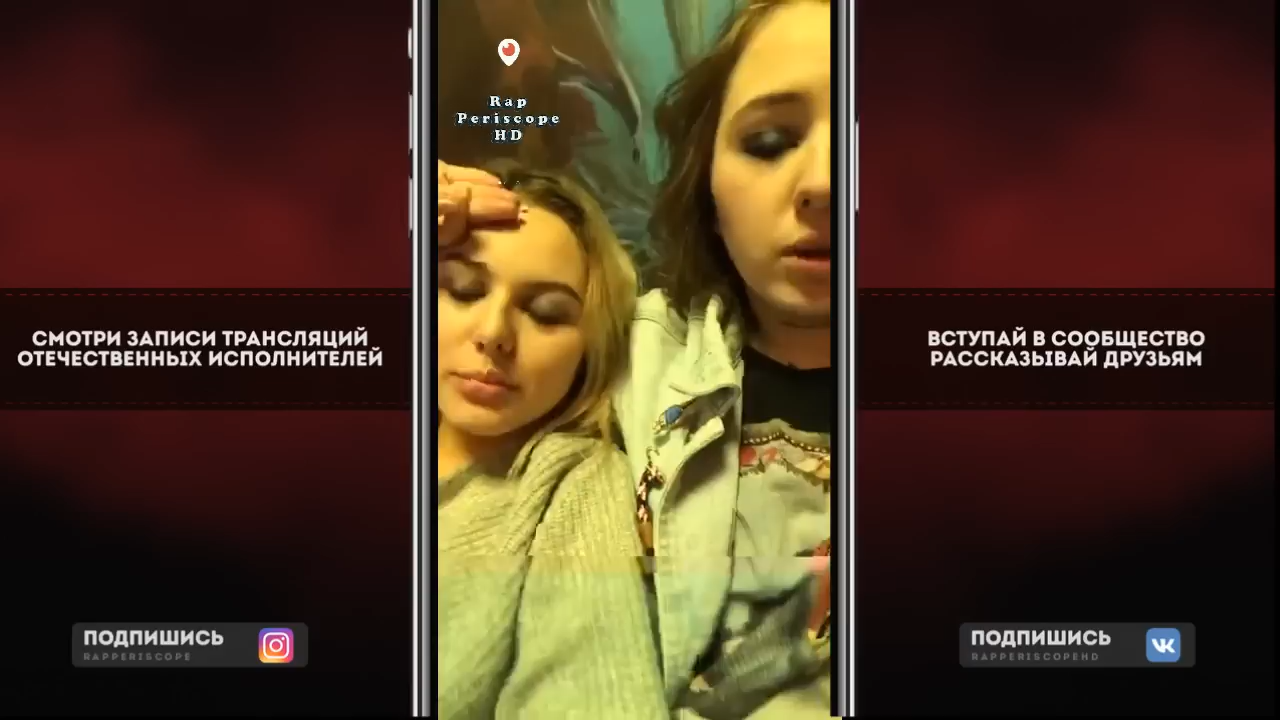 Rap
Periscope
HD
СМОТРИ ЗАПИСИ ТРАНСЛЯЦИЙ
ОТЕЧЕСТВЕННЫХ ИСПОЛНИТЕЛЕЙ
ВСТУПАЙ В СООБЩЕСТВО
РАССКАЗЫВАЙ ДРУЗЬЯМ
ПОДПИШИСЬ
RAPPERISCOPE
ПОДПИШИСЬ
RAPPERISCOPEHD